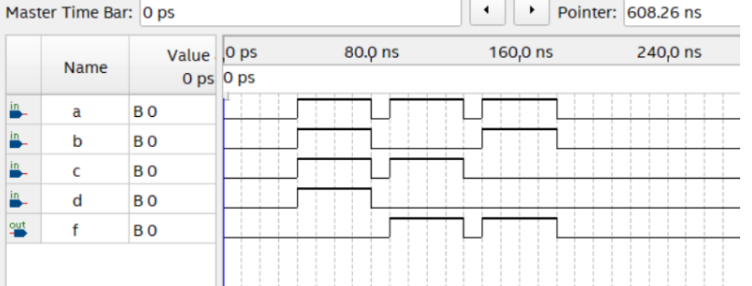 Master Time Bar: 0 ps Pointer: 608.26 ns
Name Value 0 ps 0 ps 80.0 ns 160.0 ns 240.0 ns
0 ps
in a B 0
in b B 0
in c B 0
in d B 0
out f B 0